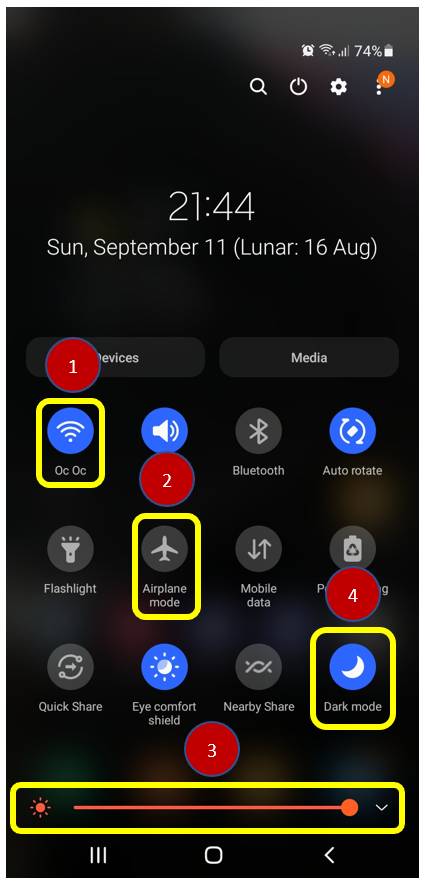 74%
N
21:44
Sun, September 11 (Lunar: 16 Aug)
Media
1
Oc Oc
2
Bluetooth
Auto rotate
Flashlight
Airplane
mode
Mobile
data
4
Quick Share
Eye comfort
shield
Nearby Share
Dark mode
3